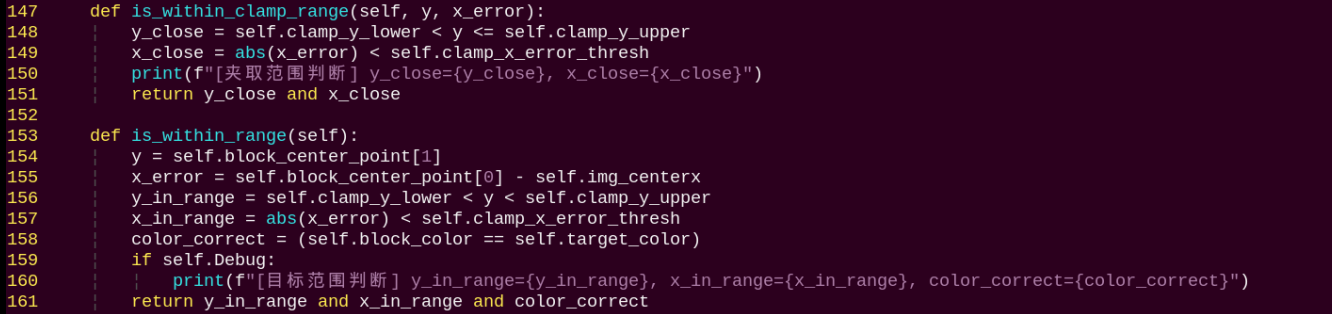 147     def is_within_clamp_range(self, y, x_error):
148     ¦   y_close = self.clamp_y_lower < y <= self.clamp_y_upper
149     ¦   x_close = abs(x_error) < self.clamp_x_error_thresh
150     ¦   print(f"[夹取范围判断] y_close={y_close}, x_close={x_close}")
151     ¦   return y_close and x_close
152
153     def is_within_range(self):
154     ¦   y = self.block_center_point[1]
155     ¦   x_error = self.block_center_point[0] - self.img_centerx
156     ¦   y_in_range = self.clamp_y_lower < y < self.clamp_y_upper
157     ¦   x_in_range = abs(x_error) < self.clamp_x_error_thresh
158     ¦   color_correct = (self.block_color == self.target_color)
159     ¦   if self.Debug:
160     ¦   ¦   print(f"[目标范围判断] y_in_range={y_in_range}, x_in_range={x_in_range}, color_correct={color_correct}")
161     ¦   return y_in_range and x_in_range and color_correct